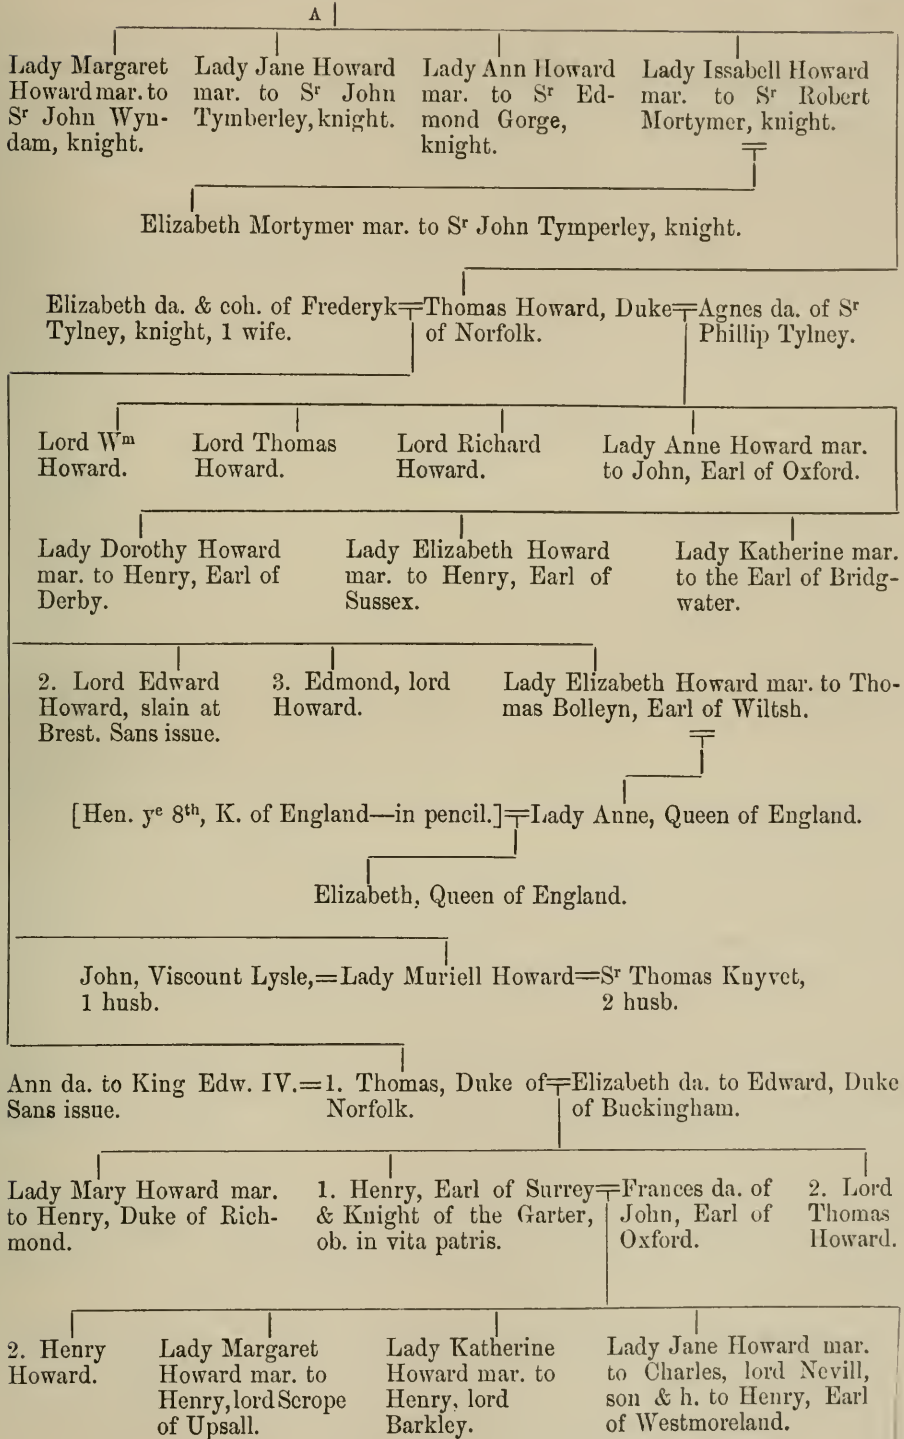 A
Lady Margaret
Howard mar. to
Sʳ John Wyn-
dam, knight.
Lady Jane Howard
mar. to Sʳ John
Tymberley, knight.
Lady Ann Howard
mar. to Sʳ Ed-
mond Gorge,
knight.
Lady Issabell Howard
mar. to Sʳ Robert
Mortymer, knight.
Elizabeth Mortymer mar. to Sʳ John Tymperley, knight.
Elizabeth da. & coh. of Frederyk
Tylney, knight, 1 wife.
Thomas Howard, Duke
of Norfolk.
Agnes da. of Sʳ
Phillip Tylney.
Lord Wᵐ
Howard.
Lord Thomas
Howard.
Lord Richard
Howard.
Lady Anne Howard mar.
to John, Earl of Oxford.
Lady Dorothy Howard
mar. to Henry, Earl of
Derby.
Lady Elizabeth Howard
mar. to Henry, Earl of
Sussex.
Lady Katherine mar.
to the Earl of Bridg-
water.
2. Lord Edward
Howard, slain at
Brest. Sans issue.
3. Edmond, lord
Howard.
Lady Elizabeth Howard mar. to Tho-
mas Bolleyn, Earl of Wiltsh.
[Hen. yᵉ 8ᵗʰ, K. of England—in pencil.]=Lady Anne, Queen of England.
Elizabeth, Queen of England.
John, Viscount Lysle,
1 husb.
=Lady Muriell Howard=
Sʳ Thomas Knyvet,
2 husb.
Ann da. to King Edw. IV.=
Sans issue.
1. Thomas, Duke of
Norfolk.
Elizabeth da. to Edward, Duke
of Buckingham.
Lady Mary Howard mar.
to Henry, Duke of Rich-
mond.
1. Henry, Earl of Surrey
& Knight of the Garter,
ob. in vita patris.
Frances da. of
John, Earl of
Oxford.
2. Lord
Thomas
Howard.
2. Henry
Howard.
Lady Margaret
Howard mar. to
Henry, lord Scrope
of Upsall.
Lady Katherine
Howard mar. to
Henry, lord
Barkley.
Lady Jane Howard mar.
to Charles, lord Nevill,
son & h. to Henry, Earl
of Westmoreland.